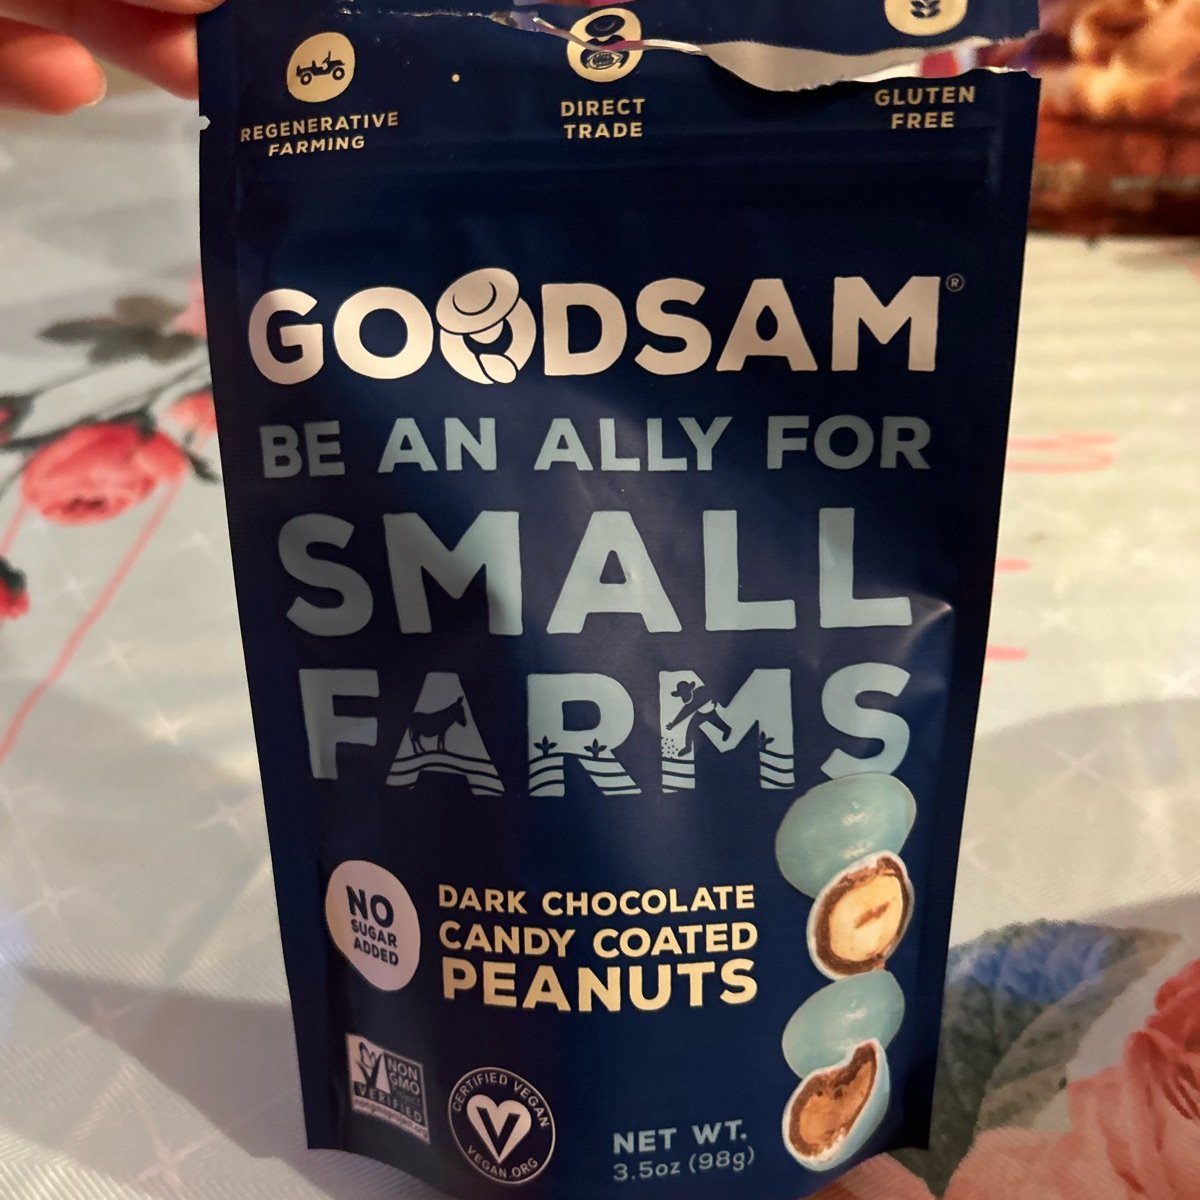 REGENERATIVE
FARMING
DIRECT
TRADE
GLUTEN
FREE
GOODSAM®
BE AN ALLY FOR
SMALL
FARMS
NO
SUGAR
ADDED
DARK CHOCOLATE
CANDY COATED
PEANUTS
NON
GMO
VERIFIED
CERTIFIED VEGAN
VEGAN.ORG
NET WT.
3.5oz (98g)